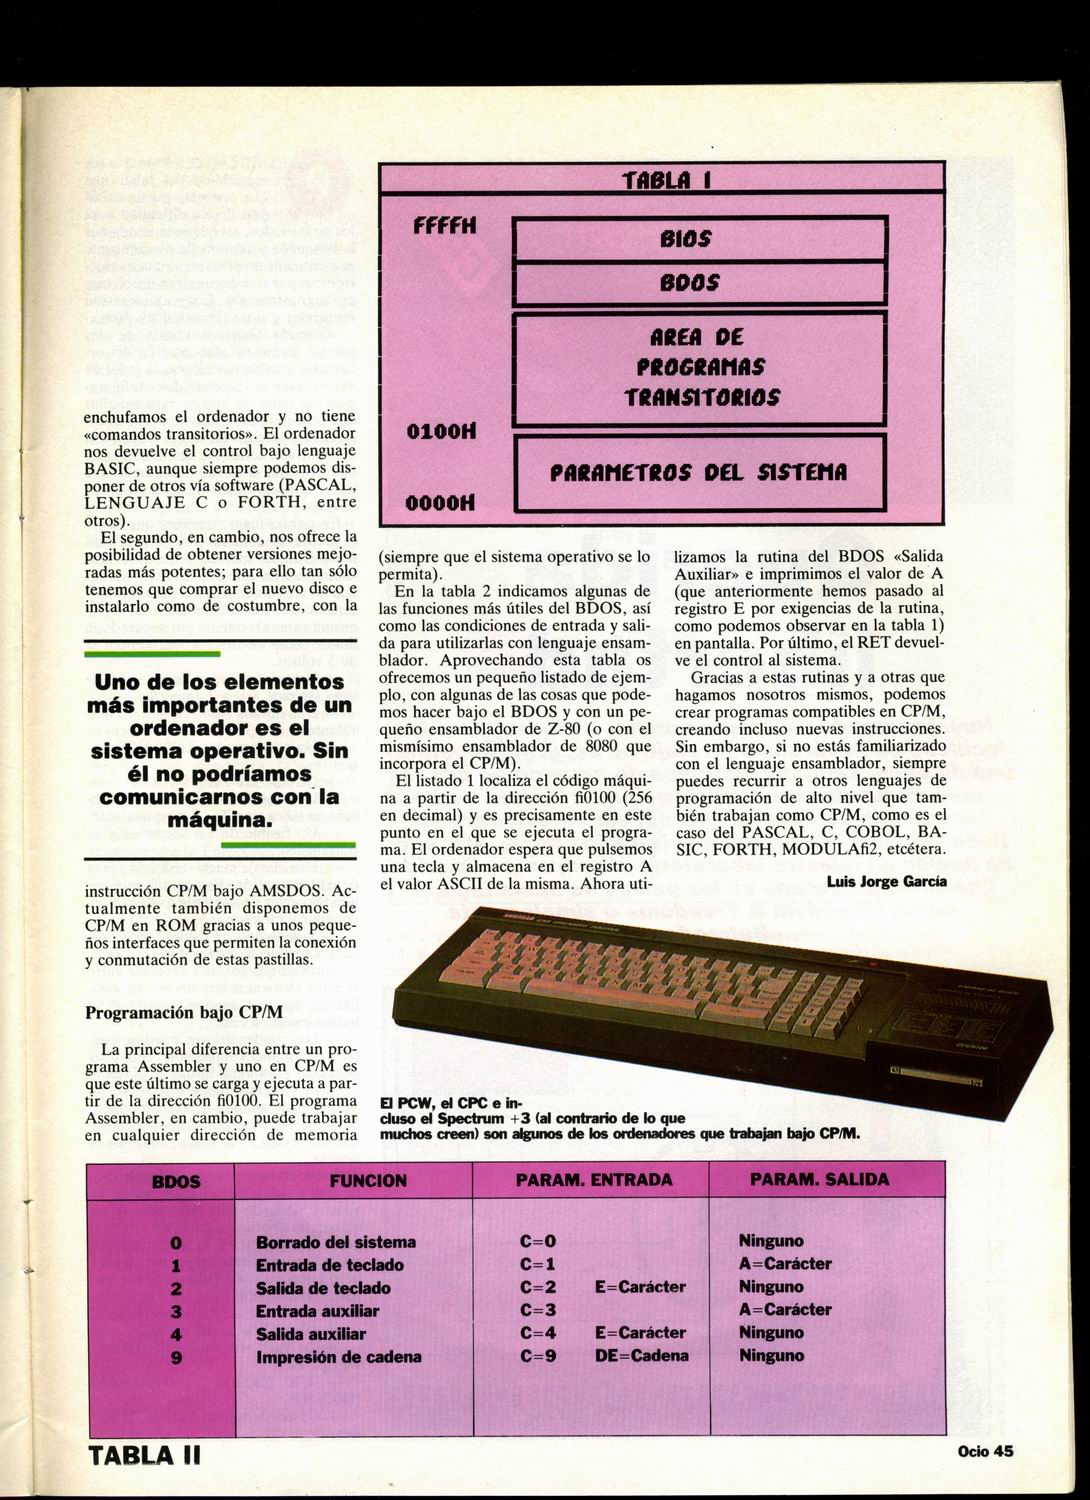 TABLA I
FFFFH
BIOS
BDOS
AREA DE
PROGRAMAS
TRANSITORIOS
0100H
PARAMETROS DEL SISTEMA
0000H
enchufamos el ordenador y no tiene
«comandos transitorios». El ordenador
nos devuelve el control bajo lenguaje
BASIC, aunque siempre podemos dis-
poner de otros vía software (PASCAL,
LENGUAJE C o FORTH, entre
otros).
El segundo, en cambio, nos ofrece la
posibilidad de obtener versiones mejo-
radas más potentes; para ello tan sólo
tenemos que comprar el nuevo disco e
instalarlo como de costumbre, con la
Uno de los elementos
más importantes de un
ordenador es el
sistema operativo. Sin
él no podríamos
comunicarnos con la
máquina.
instrucción CP/M bajo AMSDOS. Ac-
tualmente también disponemos de
CP/M en ROM gracias a unos peque-
ños interfaces que permiten la conexión
y conmutación de estas pastillas.
Programación bajo CP/M
La principal diferencia entre un pro-
grama Assembler y uno en CP/M es
que este último se carga y ejecuta a par-
tir de la dirección fi0100. El programa
Assembler, en cambio, puede trabajar
en cualquier dirección de memoria
(siempre que el sistema operativo se lo
permita).
En la tabla 2 indicamos algunas de
las funciones más útiles del BDOS, así
como las condiciones de entrada y sali-
da para utilizarlas con lenguaje ensam-
blador. Aprovechando esta tabla os
ofrecemos un pequeño listado de ejem-
plo, con algunas de las cosas que pode-
mos hacer bajo el BDOS y con un pe-
queño ensamblador de Z-80 (o con el
mismísimo ensamblador de 8080 que
incorpora el CP/M).
El listado 1 localiza el código máqui-
na a partir de la dirección fi0100 (256
en decimal) y es precisamente en este
punto en el que se ejecuta el progra-
ma. El ordenador espera que pulsemos
una tecla y almacena en el registro A
el valor ASCII de la misma. Ahora uti-
lizamos la rutina del BDOS «Salida
Auxiliar» e imprimimos el valor de A
(que anteriormente hemos pasado al
registro E por exigencias de la rutina,
como podemos observar en la tabla 1)
en pantalla. Por último, el RET devuel-
ve el control al sistema.
Gracias a estas rutinas y a otras que
hagamos nosotros mismos, podemos
crear programas compatibles en CP/M,
creando incluso nuevas instrucciones.
Sin embargo, si no estás familiarizado
con el lenguaje ensamblador, siempre
puedes recurrir a otros lenguajes de
programación de alto nivel que tam-
bién trabajan como CP/M, como es el
caso del PASCAL, C, COBOL, BA-
SIC, FORTH, MODULAfi2, etcétera.
Luis Jorge García
El PCW, el CPC e in-
cluso el Spectrum +3 (al contrario de lo que
muchos creen) son algunos de los ordenadores que trabajan bajo CP/M.
BDOS FUNCION PARAM. ENTRADA PARAM. SALIDA
0 Borrado del sistema C=0 Ninguno
1 Entrada de teclado C=1 A=Carácter
2 Salida de teclado C=2 E=Carácter Ninguno
3 Entrada auxiliar C=3 A=Carácter
4 Salida auxiliar C=4 E=Carácter Ninguno
9 Impresión de cadena C=9 DE=Cadena Ninguno
TABLA II
Ocio 45